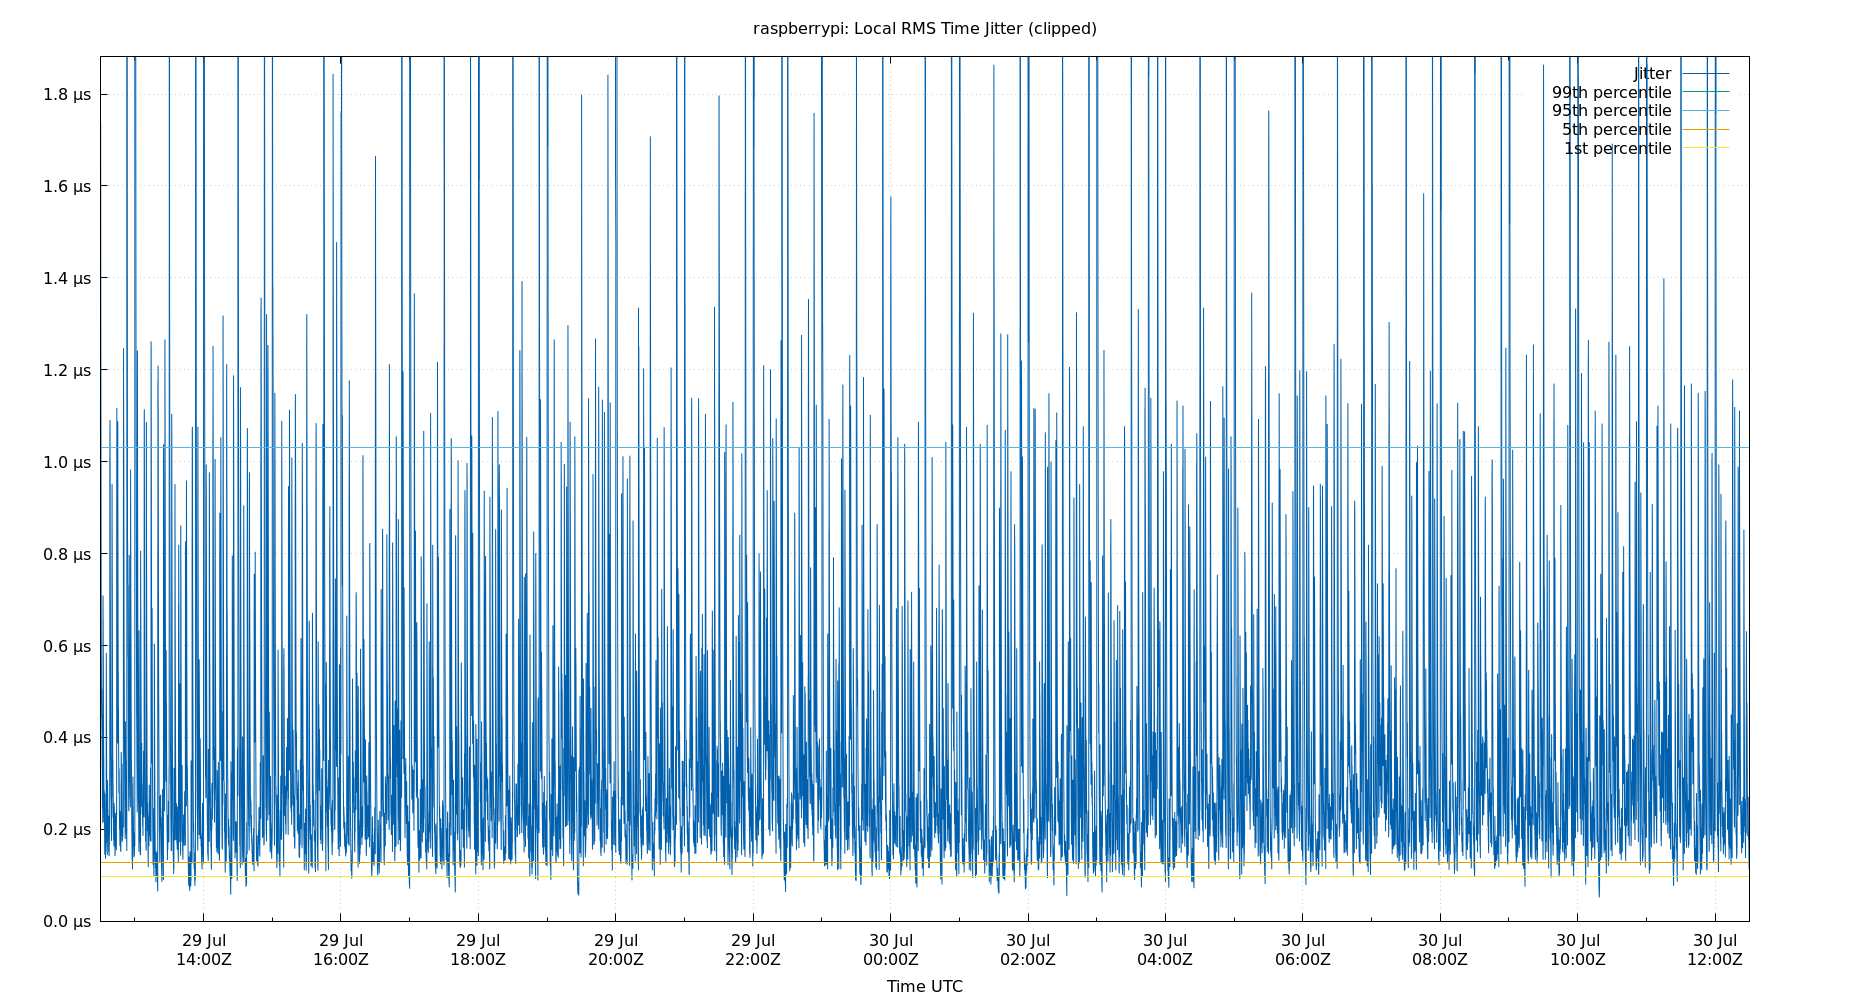 raspberrypi: Local RMS Time Jitter (clipped)
1.8 µs
1.6 µs
1.4 µs
1.2 µs
1.0 µs
0.8 µs
0.6 µs
0.4 µs
0.2 µs
0.0 µs
Jitter
99th percentile
95th percentile
5th percentile
1st percentile
29 Jul 29 Jul 29 Jul 29 Jul 29 Jul 30 Jul 30 Jul 30 Jul 30 Jul 30 Jul 30 Jul 30 Jul
14:00Z 16:00Z 18:00Z 20:00Z 22:00Z 00:00Z 02:00Z 04:00Z 06:00Z 08:00Z 10:00Z 12:00Z
Time UTC